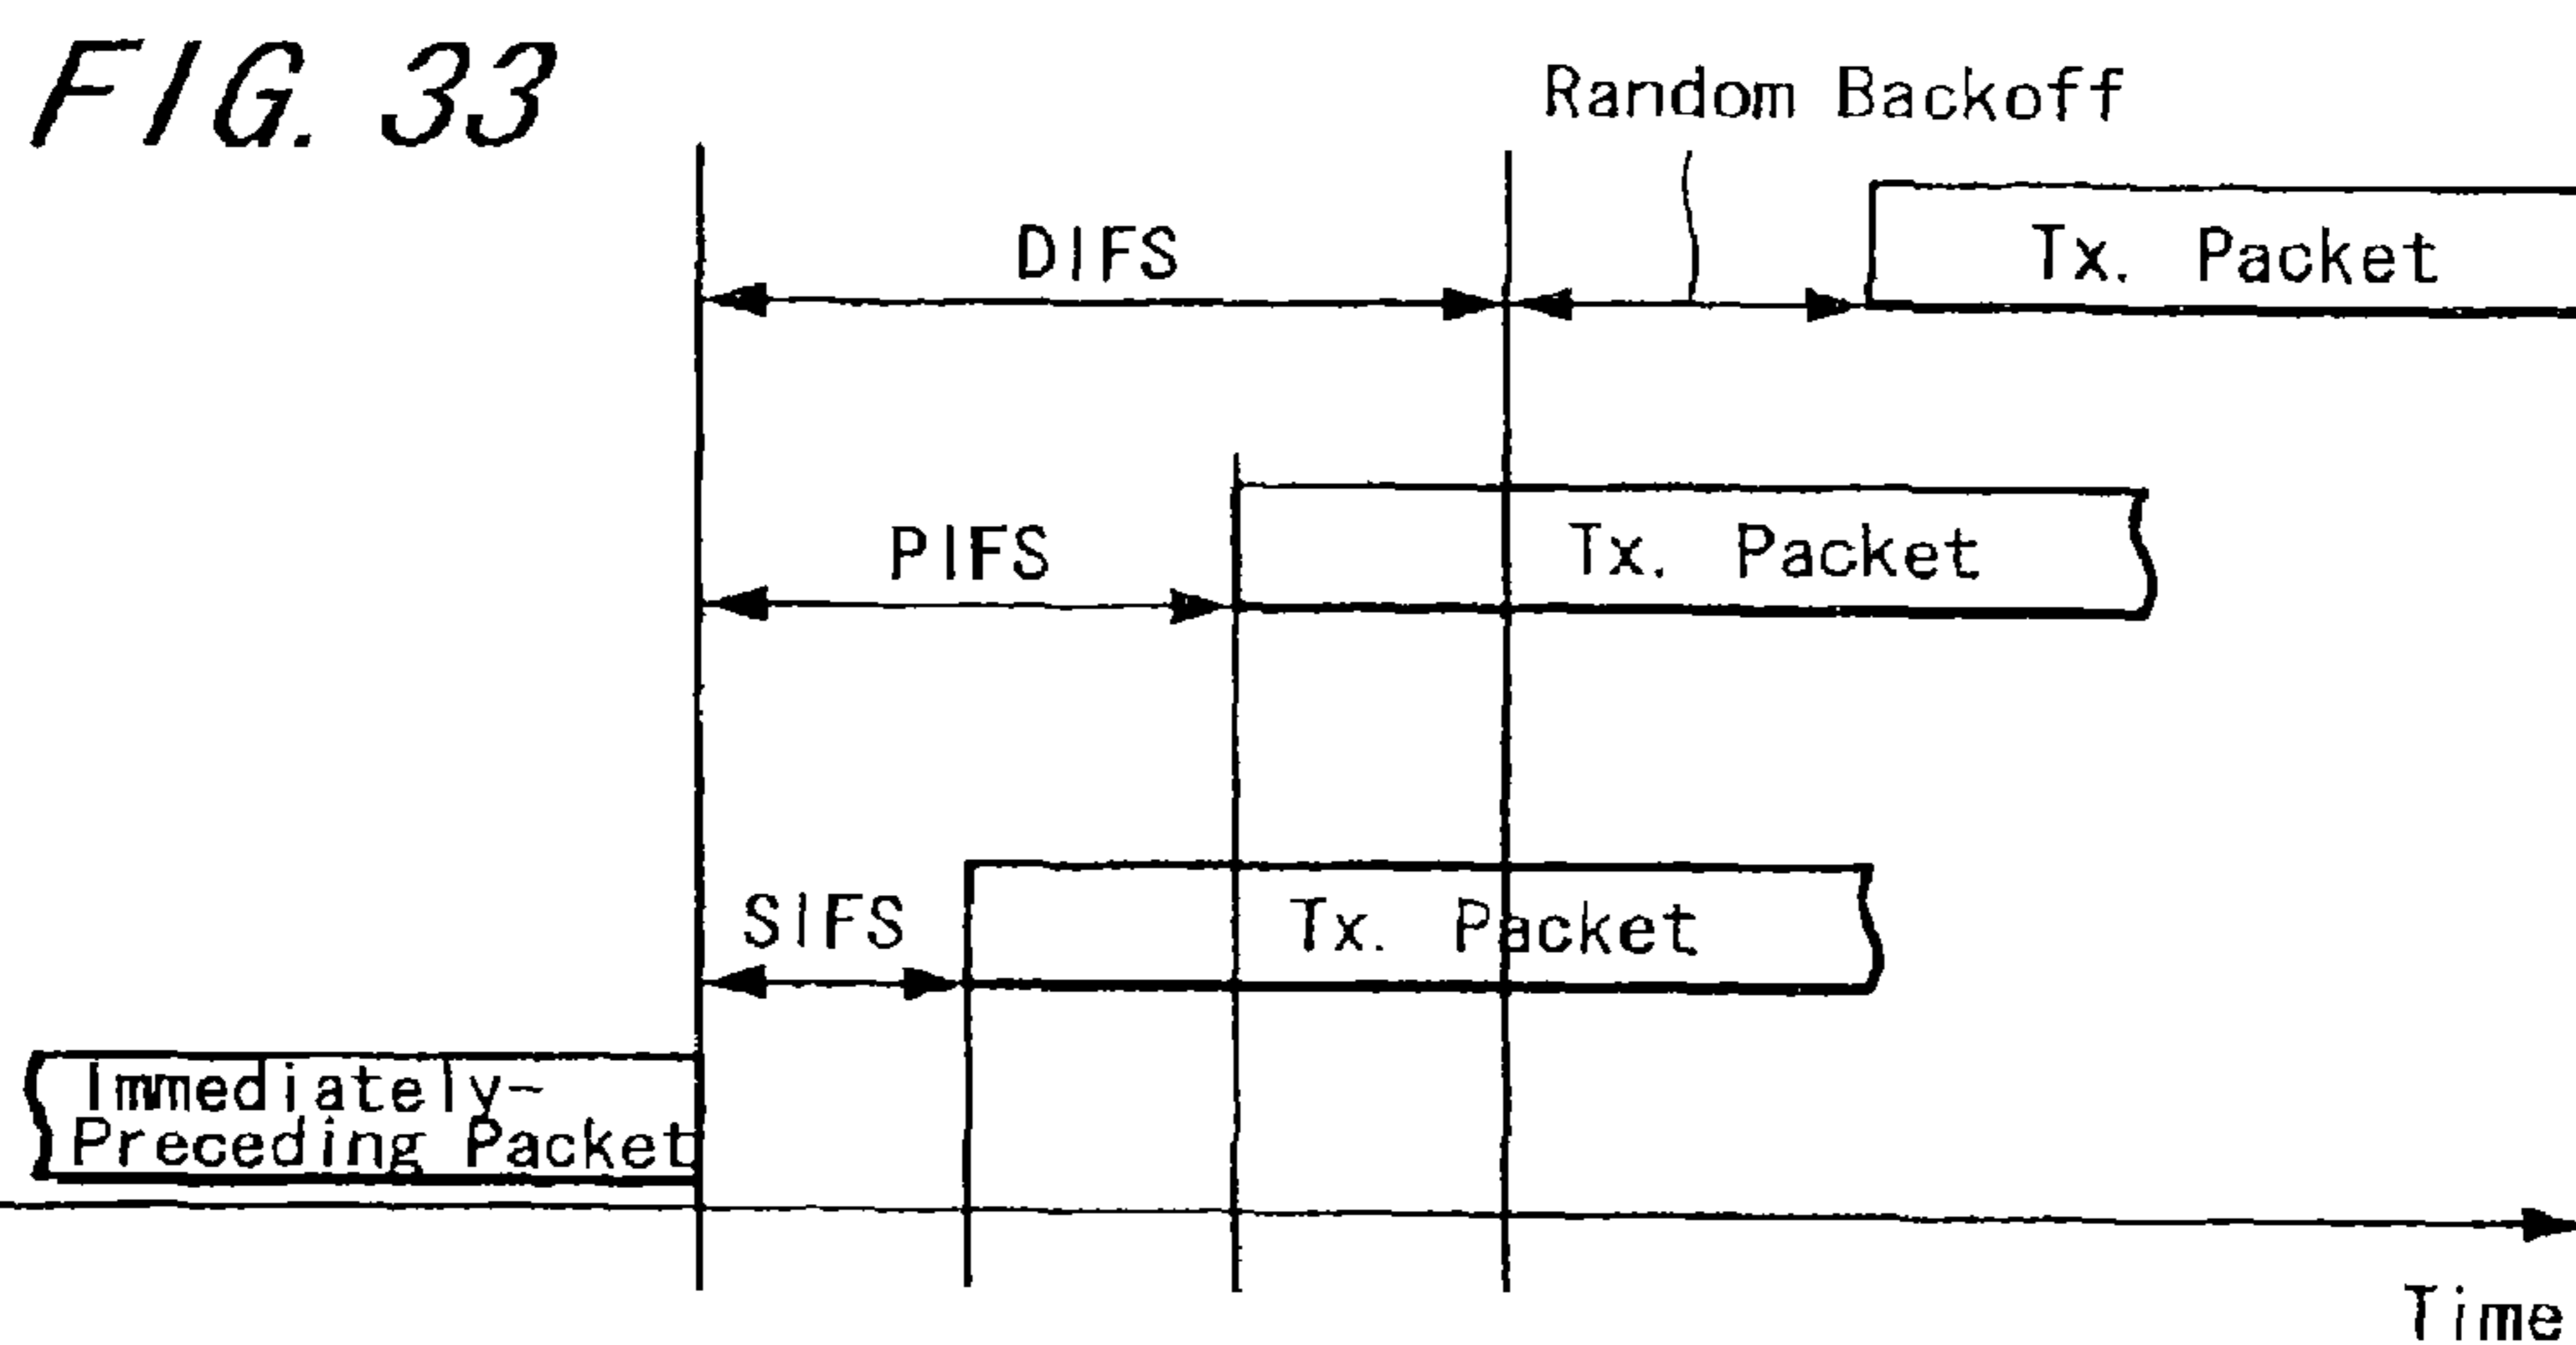 FIG. 33
Random Backoff
DIFS
Tx. Packet
PIFS
Tx. Packet
SIFS
Tx. Packet
Immediately-
Preceding Packet
Time